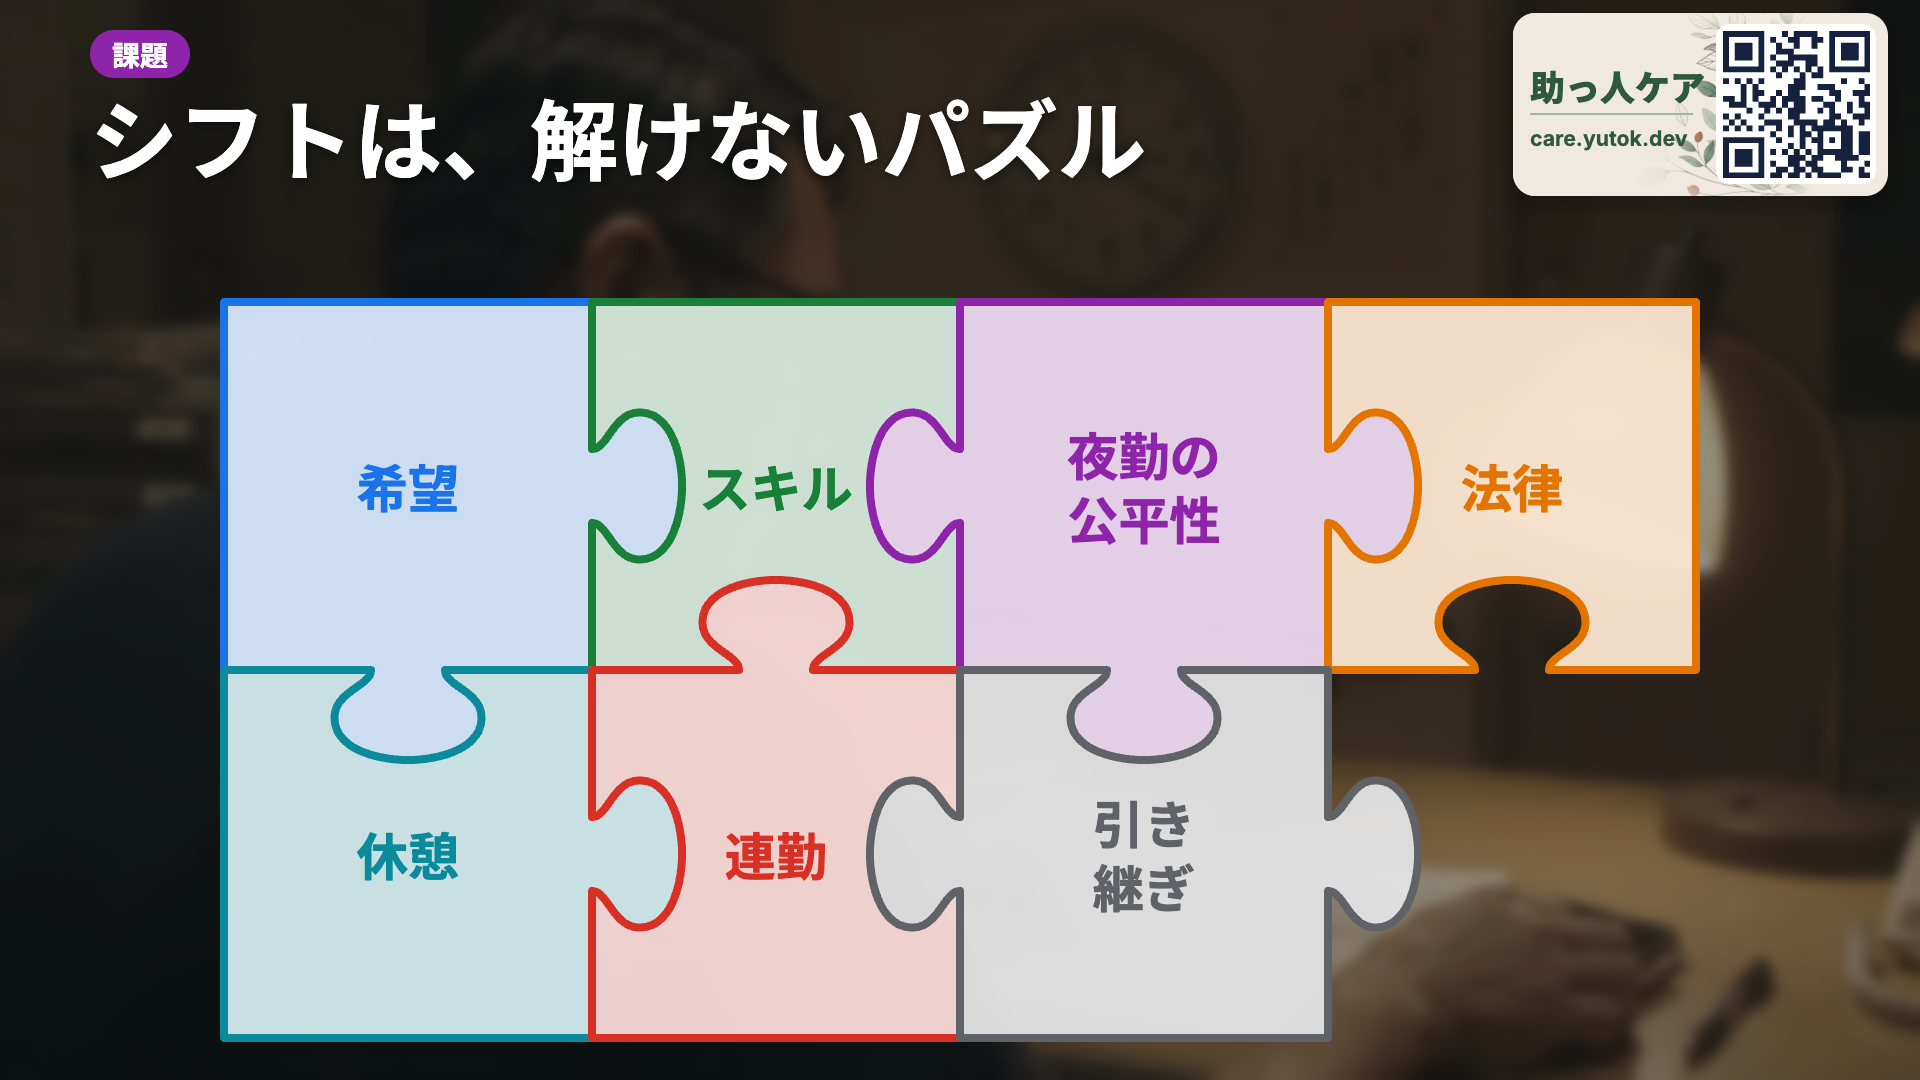 課題
シフトは、解けないパズル
助っ人ケア
care.yutok.dev
希望
スキル
夜勤の
公平性
法律
休憩
連勤
引き
継ぎ